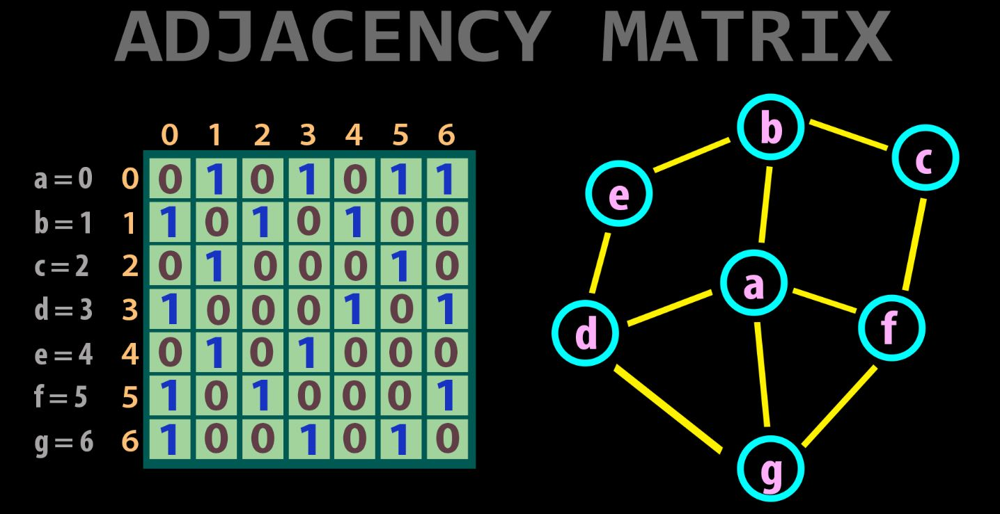 ADJACENCY MATRIX
0 1 2 3 4 5 6
a = 0 0 0 1 0 1 0 1 1
b = 1 1 1 0 1 0 1 0 0
c = 2 2 0 1 0 0 0 1 0
d = 3 3 1 0 0 0 1 0 1
e = 4 4 0 1 0 1 0 0 0
f = 5 5 1 0 1 0 0 0 1
g = 6 6 1 0 0 1 0 1 0
b
c
e
a
d
f
g